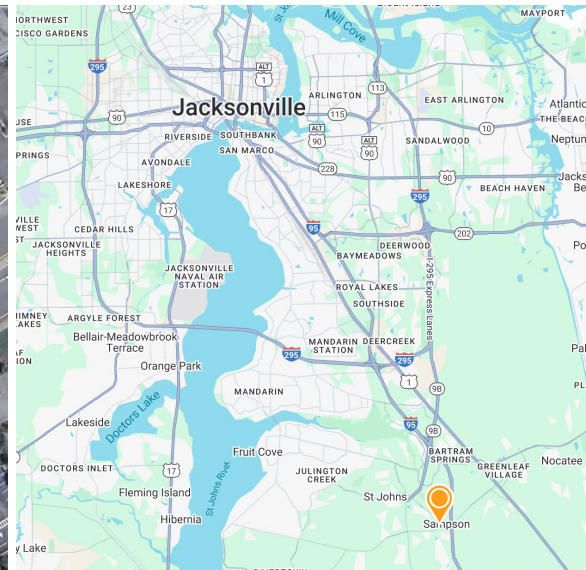 MAYPORT
NORTHWEST
CISCO GARDENS
23
Mill Cove
295
ALT
1
Jacksonville
ARLINGTON
113
EAST ARLINGTON
90
115
Atlantic
THE BEAC
RIVERSIDE
SOUTHBANK
ALT
90
10
Neptun
SAN MARCO
ALT
90
SANDALWOOD
AVONDALE
228
90
Jacks
Be
LAKESHORE
BEACH HAVEN
17
295
95
202
CEDAR HILLS
JACKSONVILLE
HEIGHTS
DEERWOOD
BAYMEADOWS
JACKSONVILLE
NAVAL AIR
STATION
I-295 Express Lanes
ROYAL LAKES
SOUTHSIDE
ARGYLE FOREST
Bellair-Meadowbrook
Terrace
MANDARIN
STATION
DEERCREEK
295
295
Orange Park
1
9B
MANDARIN
Doctors Lake
Lakeside
95
9B
Fruit Cove
BARTRAM
SPRINGS
DOCTORS INLET
17
JULINGTON
CREEK
GREENLEAF
VILLAGE
Nocatee
St Johns River
Fleming Island
St Johns
Hibernia
Sampson
y Lake